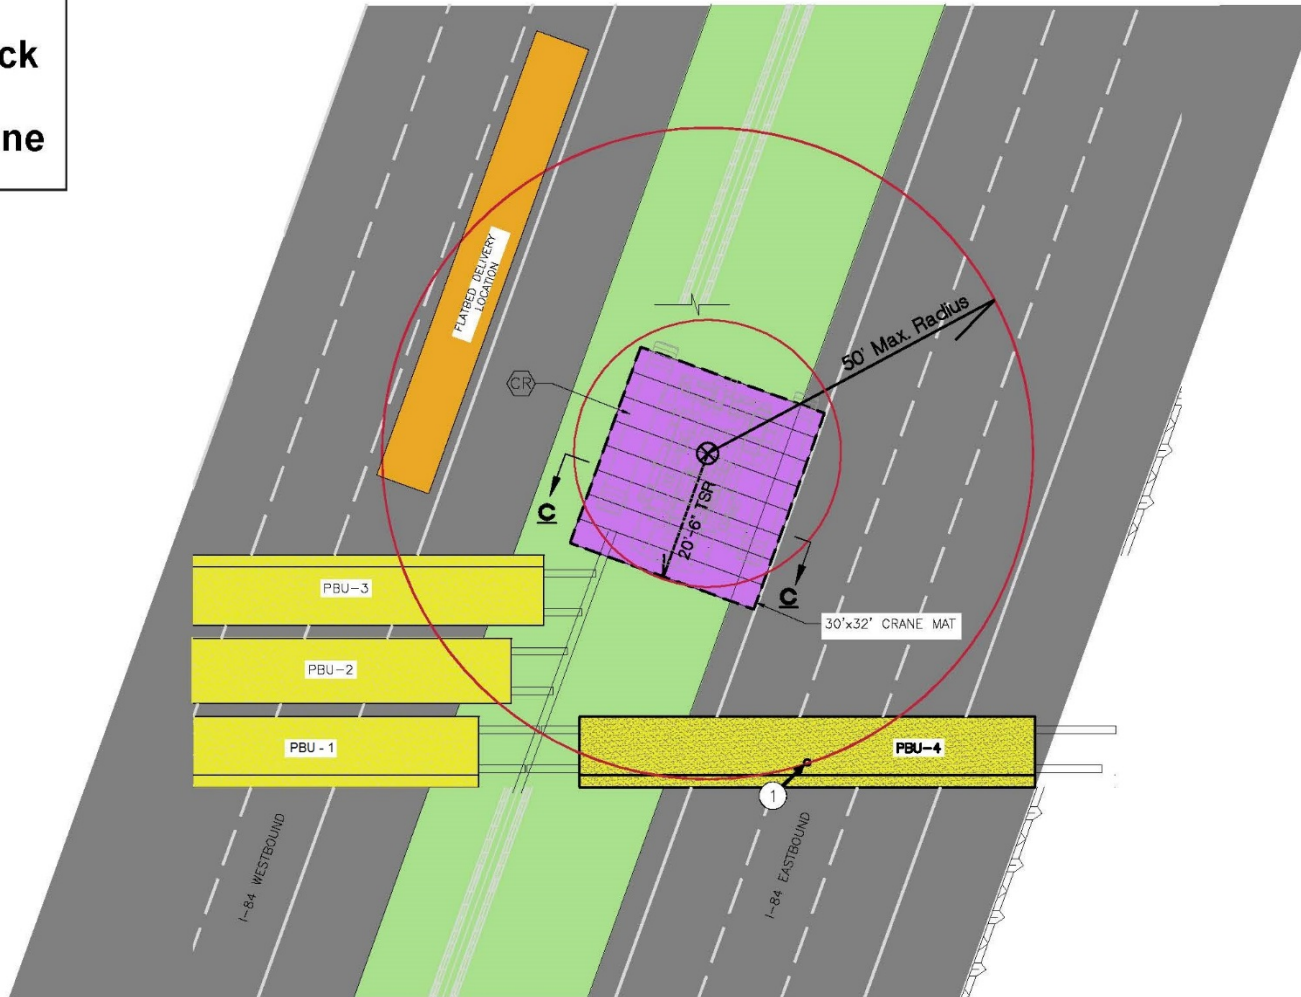 ck
ne
FLATBED DELIVERY
LOCATION
50' Max. Radius
CR
20'-6" TSR
C
C
30'x32' CRANE MAT
PBU-3
PBU-2
PBU-1
PBU-4
1
I-84 WESTBOUND
I-84 EASTBOUND